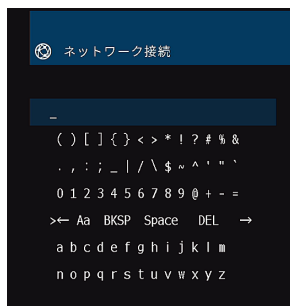 ネットワーク接続
_
( ) [ ] { } < > * ! ? # % &
. , : ; _ | / \ $ ~ ^ ' " `
0 1 2 3 4 5 6 7 8 9 @ + - =
>← Aa BKSP Space DEL →
a b c d e f g h i j k l m
n o p q r s t u v w x y z